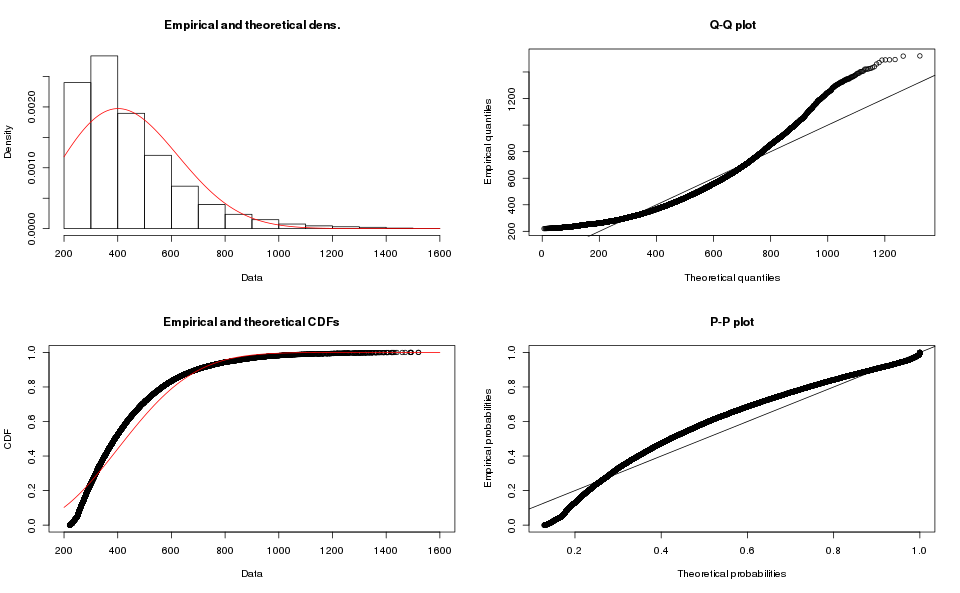 Empirical and theoretical dens.
Density
0.0000 0.0010 0.0020
200 400 600 800 1000 1200 1400 1600
Data
Q-Q plot
Empirical quantiles
200 400 600 800 1200
0 200 400 600 800 1000 1200
Theoretical quantiles
Empirical and theoretical CDFs
CDF
0.0 0.2 0.4 0.6 0.8 1.0
200 400 600 800 1000 1200 1400 1600
Data
P-P plot
Empirical probabilities
0.0 0.2 0.4 0.6 0.8 1.0
0.2 0.4 0.6 0.8 1.0
Theoretical probabilities